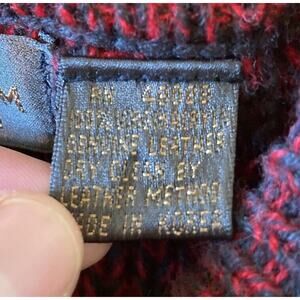 M
RN
GENUINE LEATHER
DRY CLEAN BY
LEATHER METHOD
MADE IN KOREA